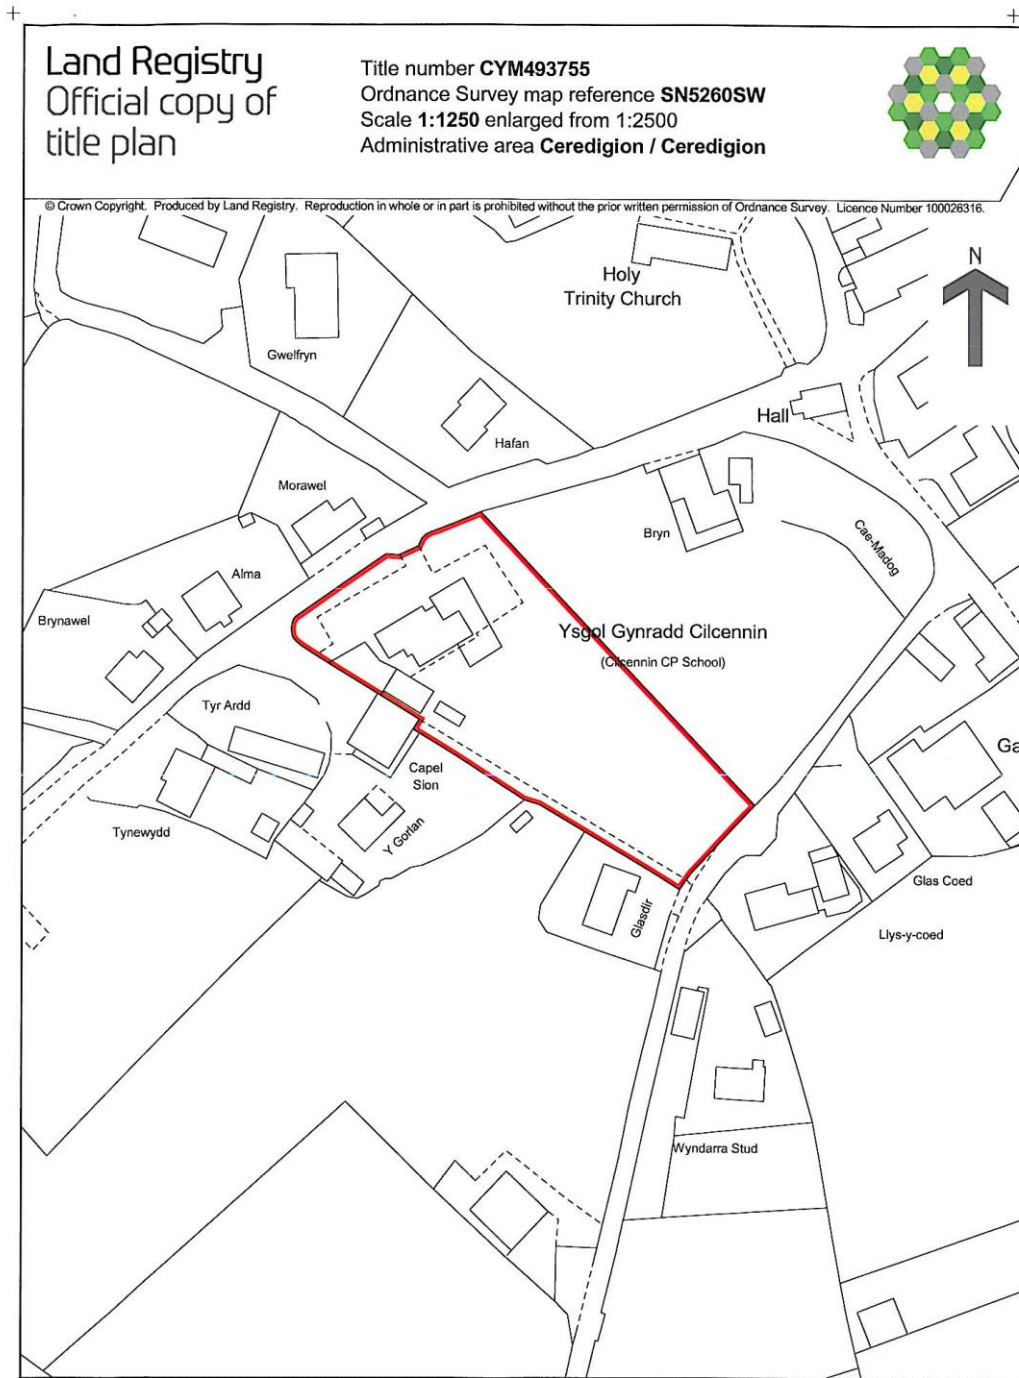 Land Registry
Official copy of
title plan
Title number CYM493755
Ordnance Survey map reference SN5260SW
Scale 1:1250 enlarged from 1:2500
Administrative area Ceredigion / Ceredigion
© Crown Copyright. Produced by Land Registry. Reproduction in whole or in part is prohibited without the prior written permission of Ordnance Survey. Licence Number 100026316.
N
Holy
Trinity Church
Gwelfryn
Hall
Hafan
Morawel
Bryn
Cae-Madog
Alma
Brynawel
Ysgol Gynradd Cilcennin
(Cilcennin CP School)
Tyr Ardd
Ga
Capel
Sion
Tynewydd
Y Gorlan
Glas Coed
Glasdir
Llys-y-coed
Wyndarra Stud